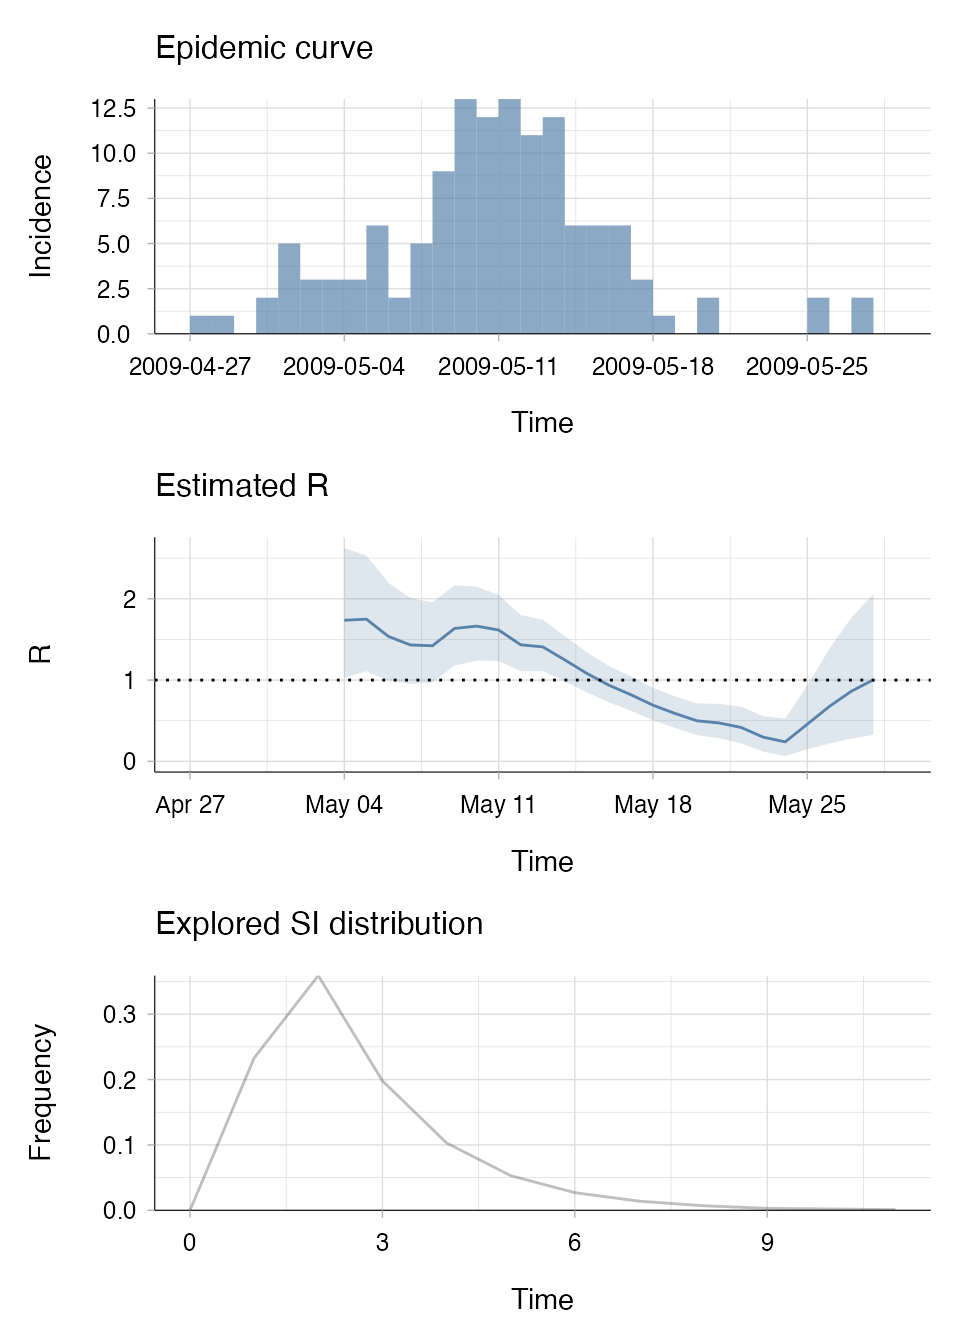 Epidemic curve
12.5
10.0
7.5
5.0
2.5
0.0
Incidence
2009-04-27 2009-05-04 2009-05-11 2009-05-18 2009-05-25
Time
Estimated R
2
1
0
R
Apr 27 May 04 May 11 May 18 May 25
Time
Explored SI distribution
0.3
0.2
0.1
0.0
Frequency
0 3 6 9
Time